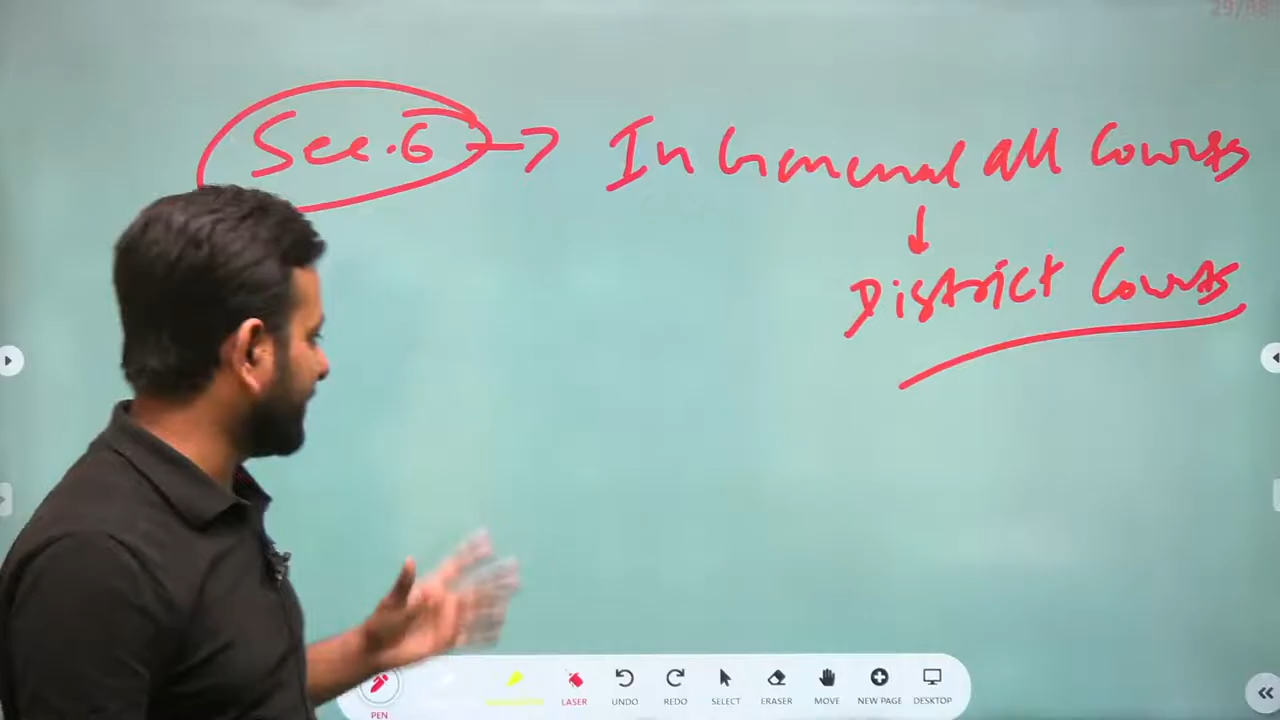 Sec.6 → In General all Courts
↓
District Courts
PEN
LASER
UNDO
REDO
SELECT
ERASER
MOVE
NEW PAGE
DESKTOP